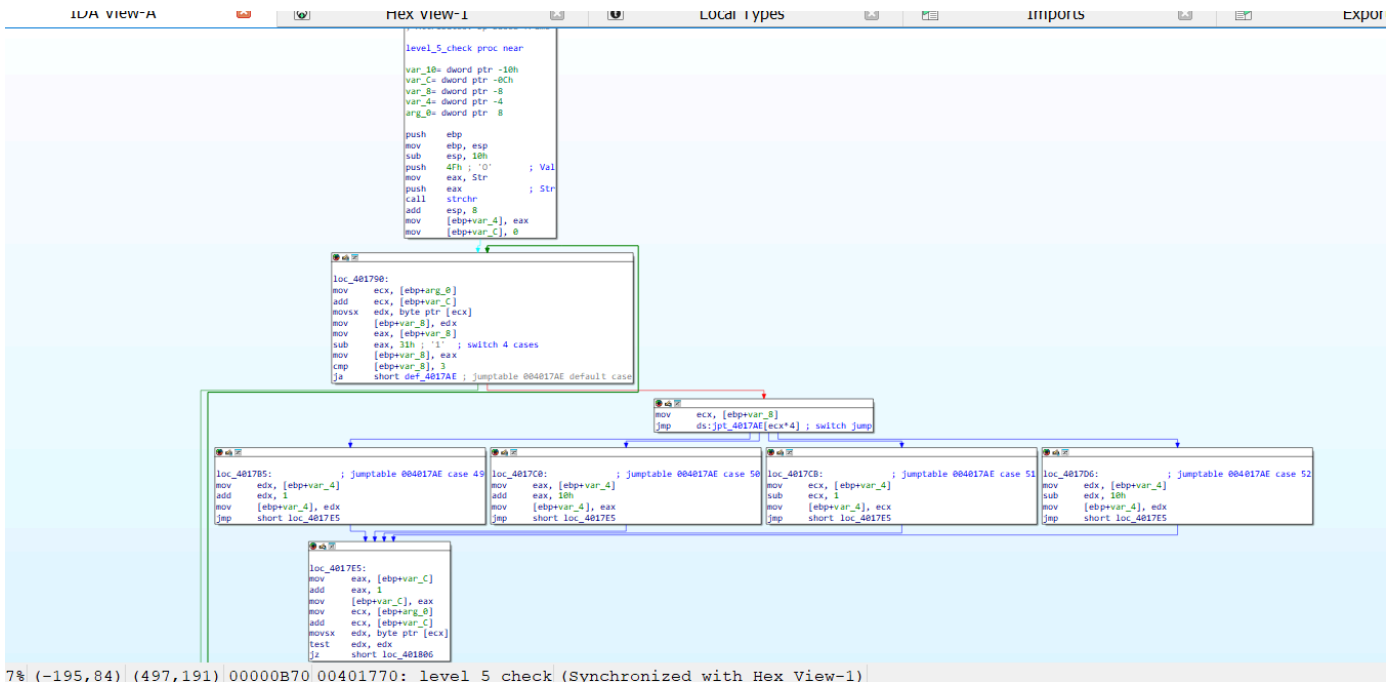 IDA View-A Hex View-1 Local Types Imports Expor
level_5_check proc near
var_10= dword ptr -10h
var_C= dword ptr -0Ch
var_8= dword ptr -8
var_4= dword ptr -4
arg_0= dword ptr  8
push    ebp
mov     ebp, esp
sub     esp, 10h
push    4Fh ; 'O'       ; Val
mov     eax, Str
push    eax             ; Str
call    strchr
add     esp, 8
mov     [ebp+var_4], eax
mov     [ebp+var_C], 0
loc_401790:
mov     ecx, [ebp+arg_0]
add     ecx, [ebp+var_C]
movsx   edx, byte ptr [ecx]
mov     [ebp+var_8], edx
mov     eax, [ebp+var_8]
sub     eax, 31h ; '1'  ; switch 4 cases
mov     [ebp+var_8], eax
cmp     [ebp+var_8], 3
ja      short def_4017AE ; jumptable 004017AE default case
mov     ecx, [ebp+var_8]
jmp     ds:jpt_4017AE[ecx*4] ; switch jump
loc_4017B5:             ; jumptable 004017AE case 49
mov     edx, [ebp+var_4]
add     edx, 1
mov     [ebp+var_4], edx
jmp     short loc_4017E5
loc_4017C0:             ; jumptable 004017AE case 50
mov     eax, [ebp+var_4]
add     eax, 10h
mov     [ebp+var_4], eax
jmp     short loc_4017E5
loc_4017CB:             ; jumptable 004017AE case 51
mov     ecx, [ebp+var_4]
sub     ecx, 1
mov     [ebp+var_4], ecx
jmp     short loc_4017E5
loc_4017D6:             ; jumptable 004017AE case 52
mov     edx, [ebp+var_4]
sub     edx, 10h
mov     [ebp+var_4], edx
jmp     short loc_4017E5
loc_4017E5:
mov     eax, [ebp+var_C]
add     eax, 1
mov     [ebp+var_C], eax
mov     ecx, [ebp+arg_0]
add     ecx, [ebp+var_C]
movsx   edx, byte ptr [ecx]
test    edx, edx
jz      short loc_401806
7% (-195,84) (497,191) 00000B70 00401770: level_5_check (Synchronized with Hex View-1)